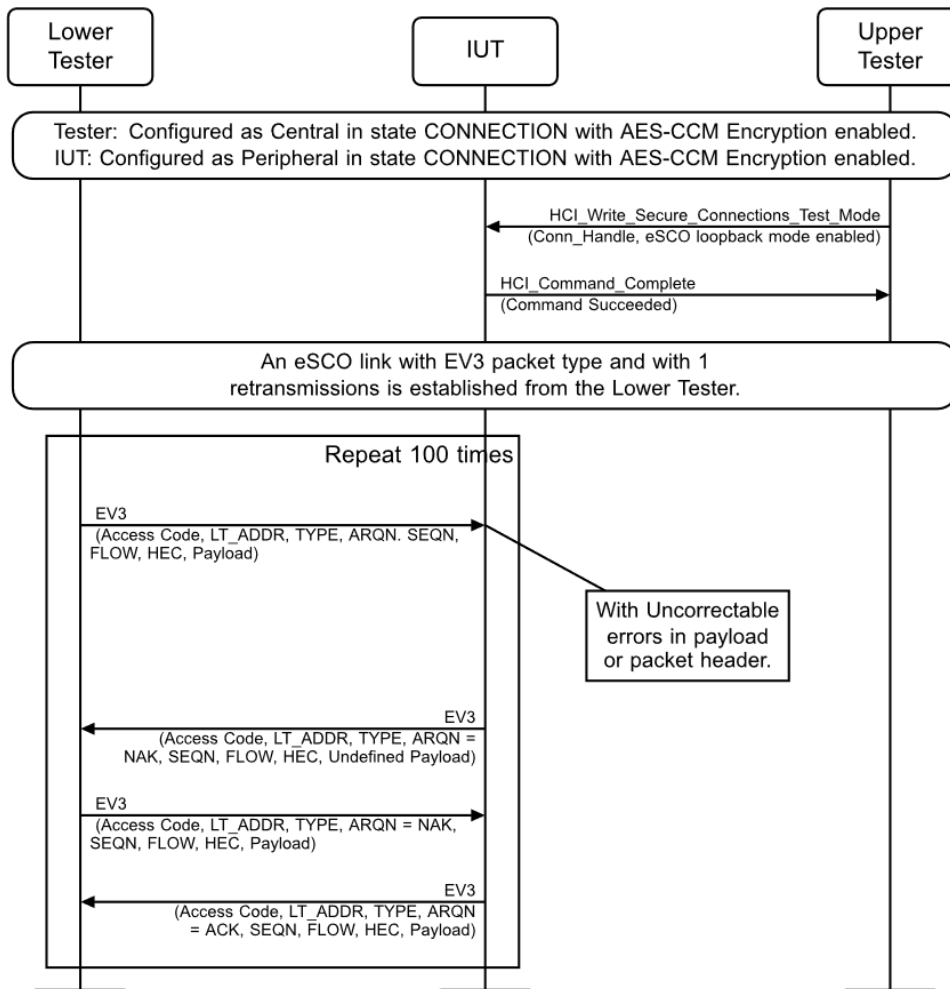 Lower
Tester
IUT
Upper
Tester
Tester: Configured as Central in state CONNECTION with AES-CCM Encryption enabled.
IUT: Configured as Peripheral in state CONNECTION with AES-CCM Encryption enabled.
HCI_Write_Secure_Connections_Test_Mode
(Conn_Handle, eSCO loopback mode enabled)
HCI_Command_Complete
(Command Succeeded)
An eSCO link with EV3 packet type and with 1
retransmissions is established from the Lower Tester.
Repeat 100 times
EV3
(Access Code, LT_ADDR, TYPE, ARQN. SEQN,
FLOW, HEC, Payload)
With Uncorrectable
errors in payload
or packet header.
EV3
(Access Code, LT_ADDR, TYPE, ARQN =
NAK, SEQN, FLOW, HEC, Undefined Payload)
EV3
(Access Code, LT_ADDR, TYPE, ARQN = NAK,
SEQN, FLOW, HEC, Payload)
EV3
(Access Code, LT_ADDR, TYPE, ARQN
= ACK, SEQN, FLOW, HEC, Payload)